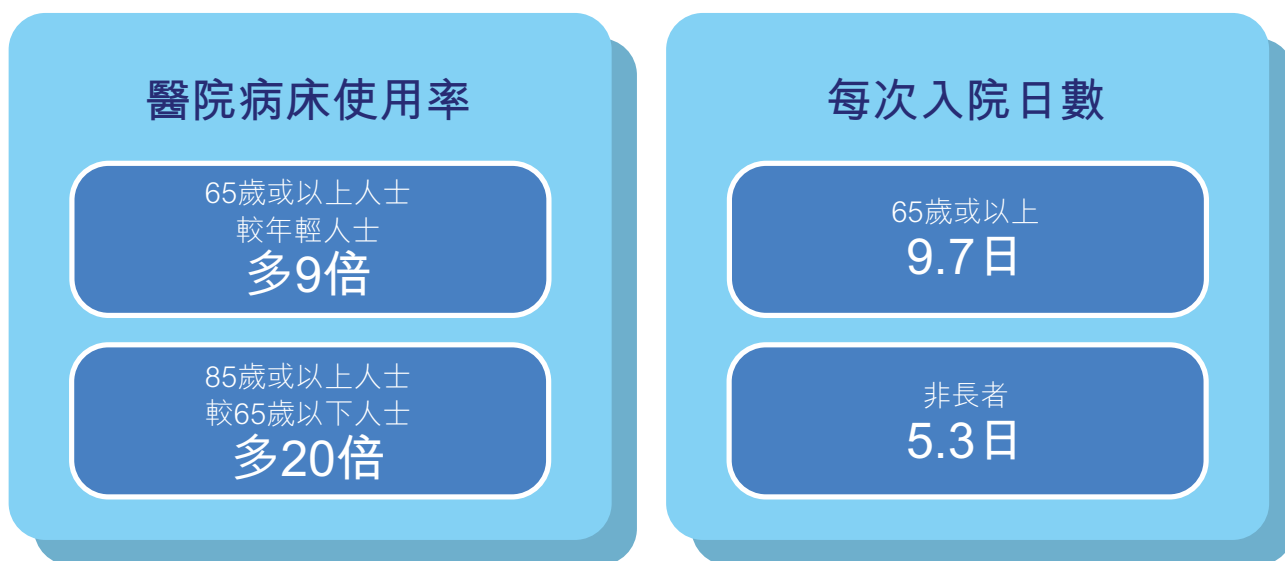 醫院病床使用率
65歲或以上人士
較年輕人士
多9倍
85歲或以上人士
較65歲以下人士
多20倍
每次入院日數
65歲或以上
9.7日
非長者
5.3日